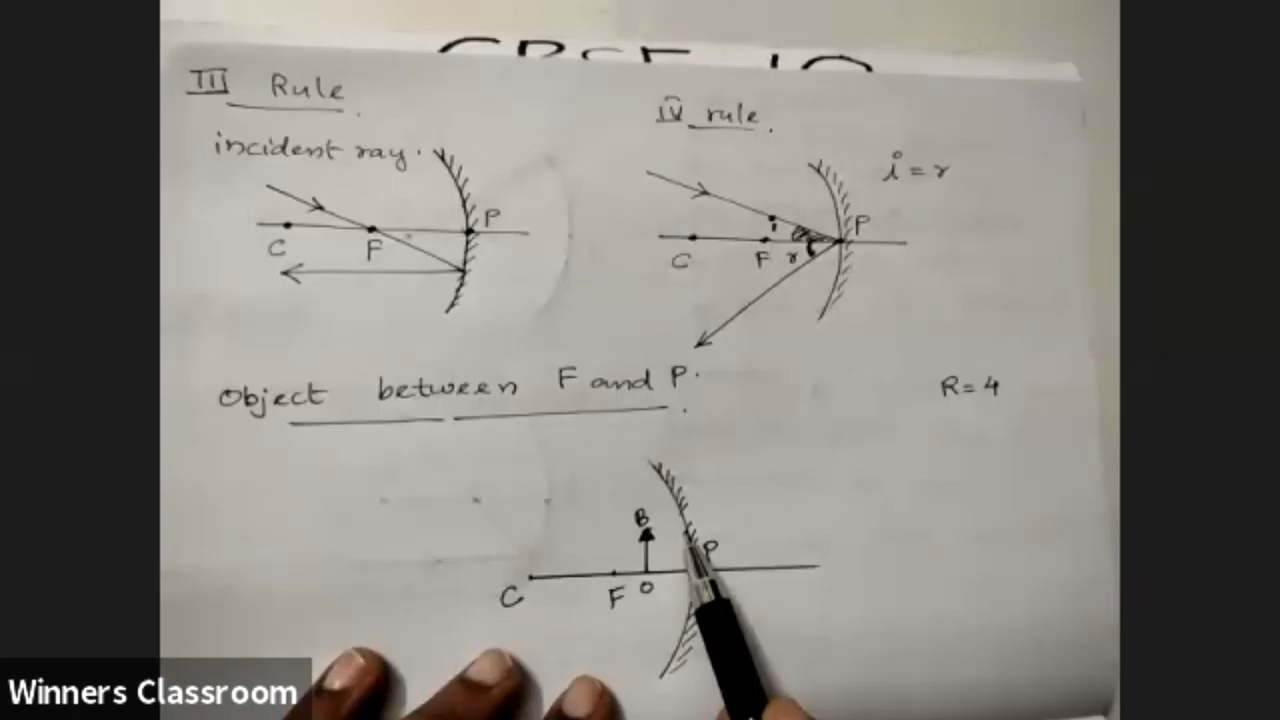 III Rule.
incident ray.
C F P
IV rule.
i = r
i
C F r P
Object between F and P.
R = 4
B
P
C F O
Winners Classroom